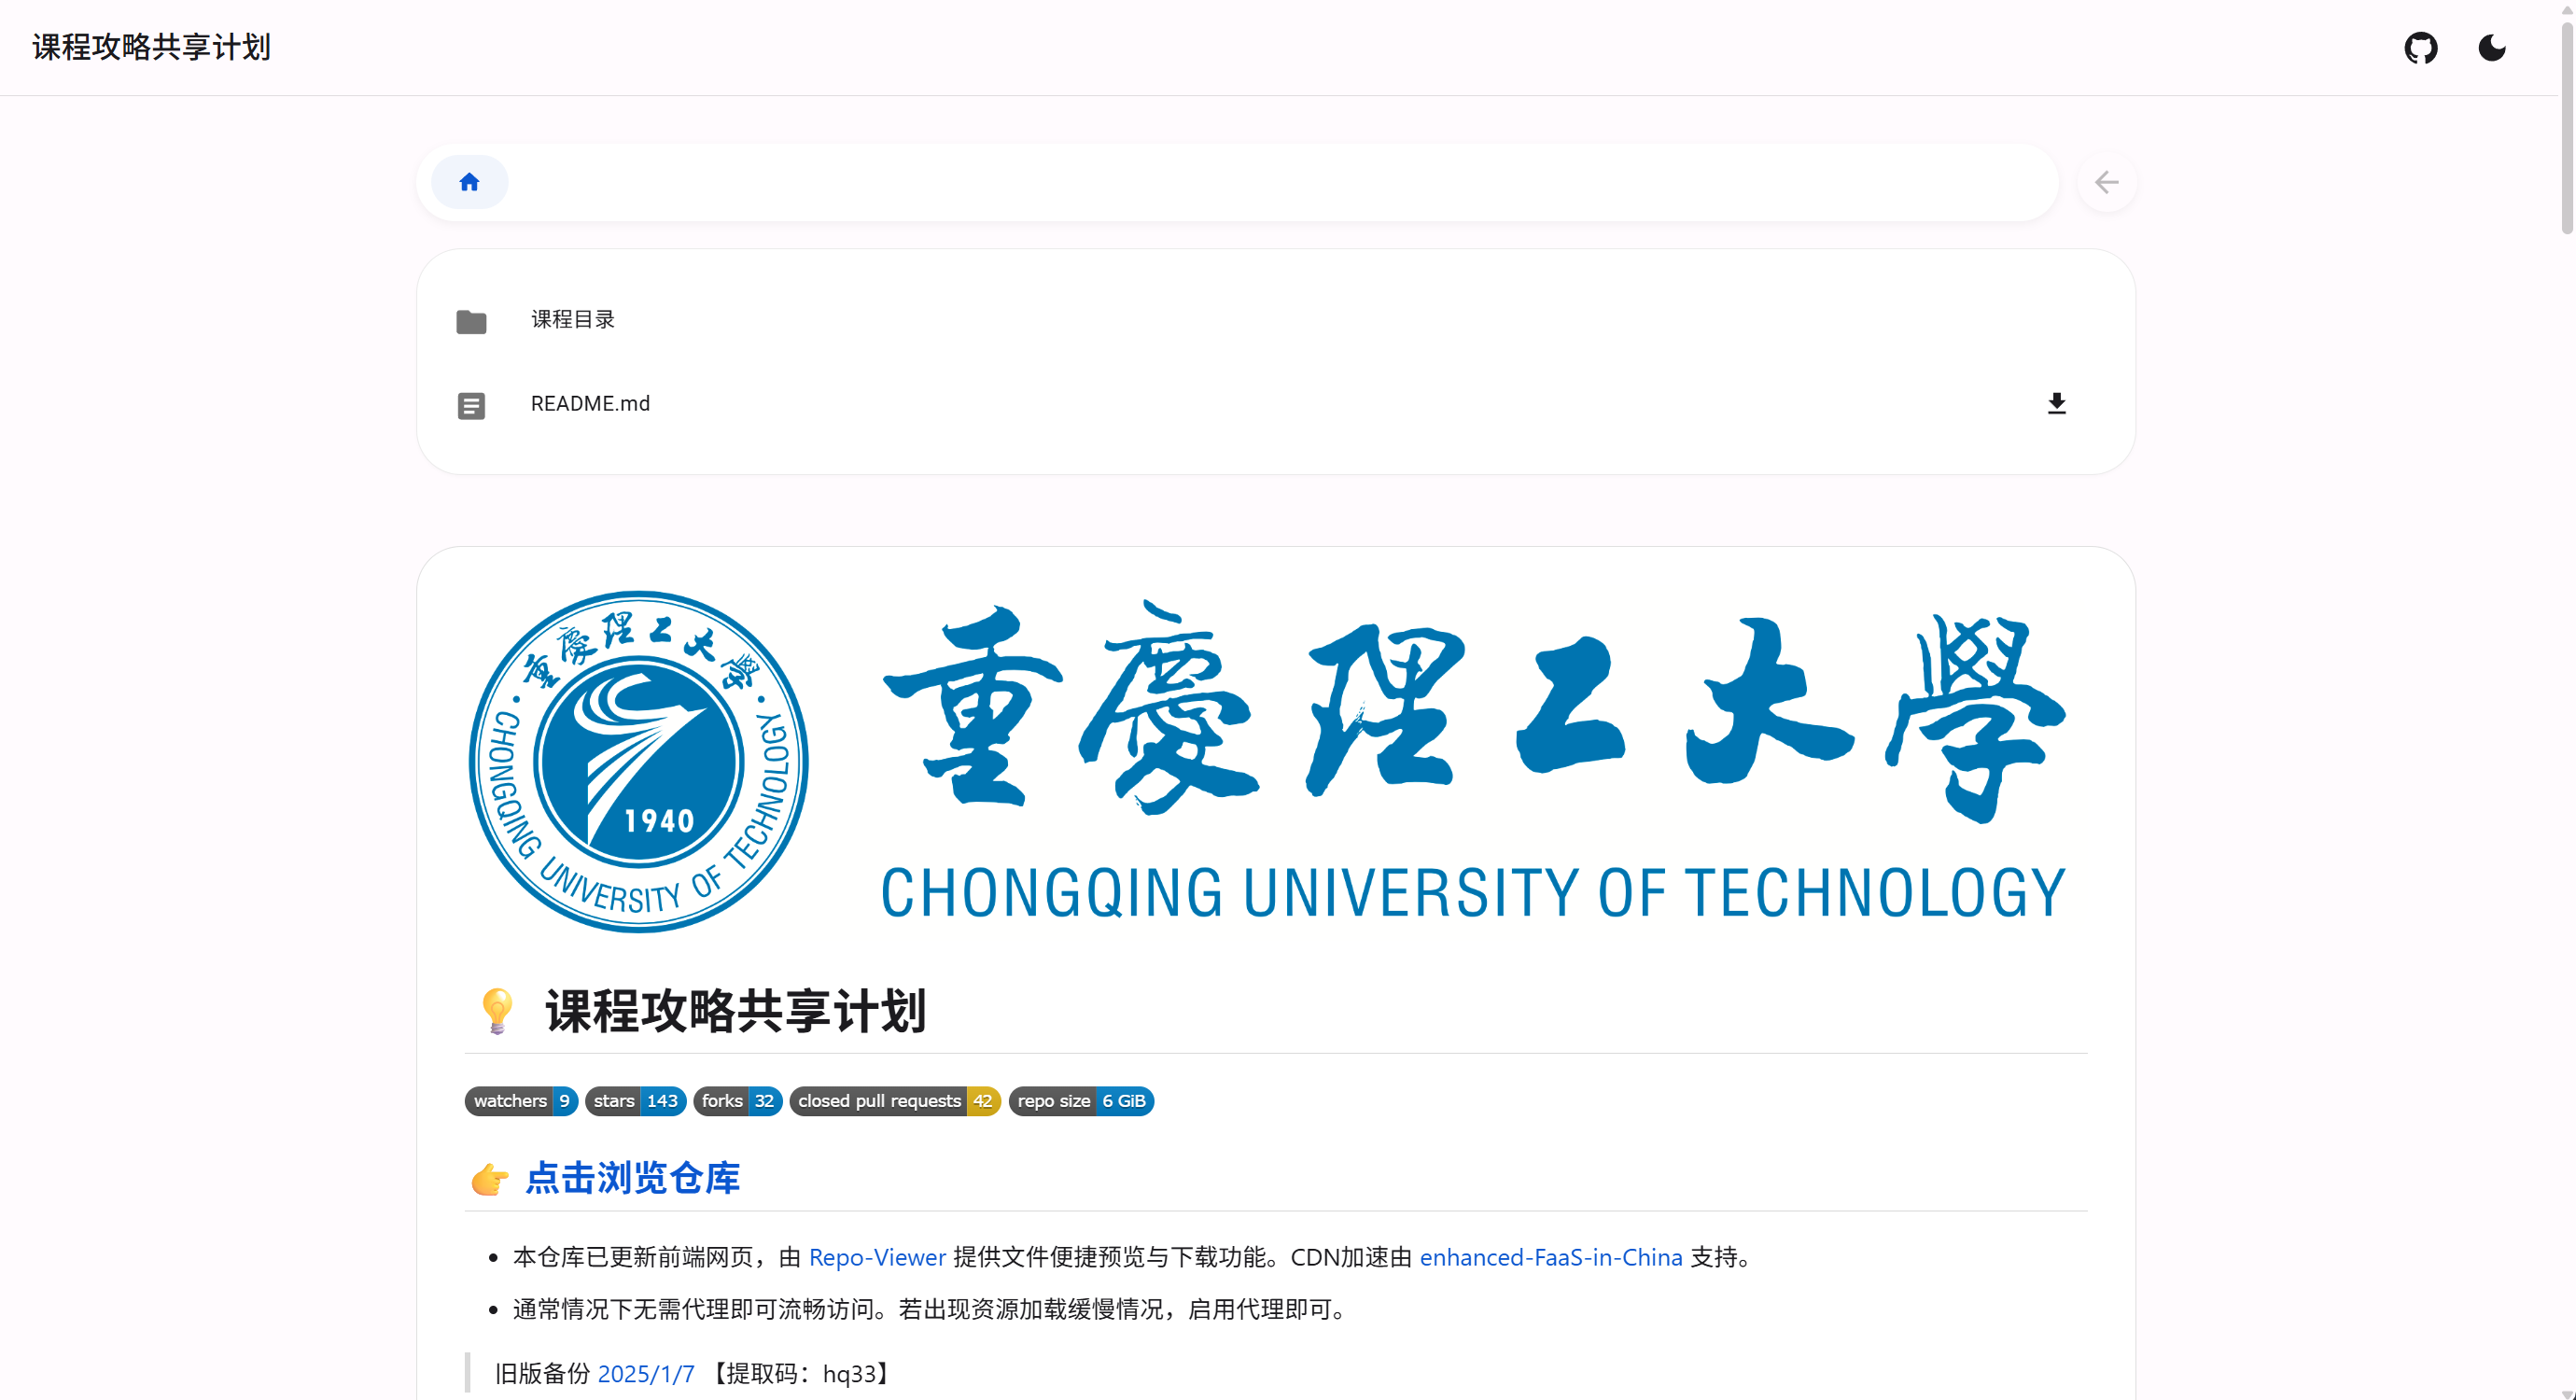 课程攻略共享计划
课程目录
README.md
重慶理工大學
CHONGQING UNIVERSITY OF TECHNOLOGY
1940
重慶理工大學
CHONGQING UNIVERSITY OF TECHNOLOGY
💡 课程攻略共享计划
watchers 9 stars 143 forks 32 closed pull requests 42 repo size 6 GiB
👉 点击浏览仓库
• 本仓库已更新前端网页，由 Repo-Viewer 提供文件便捷预览与下载功能。CDN加速由 enhanced-FaaS-in-China 支持。
• 通常情况下无需代理即可流畅访问。若出现资源加载缓慢情况，启用代理即可。
旧版备份 2025/1/7 【提取码：hq33】